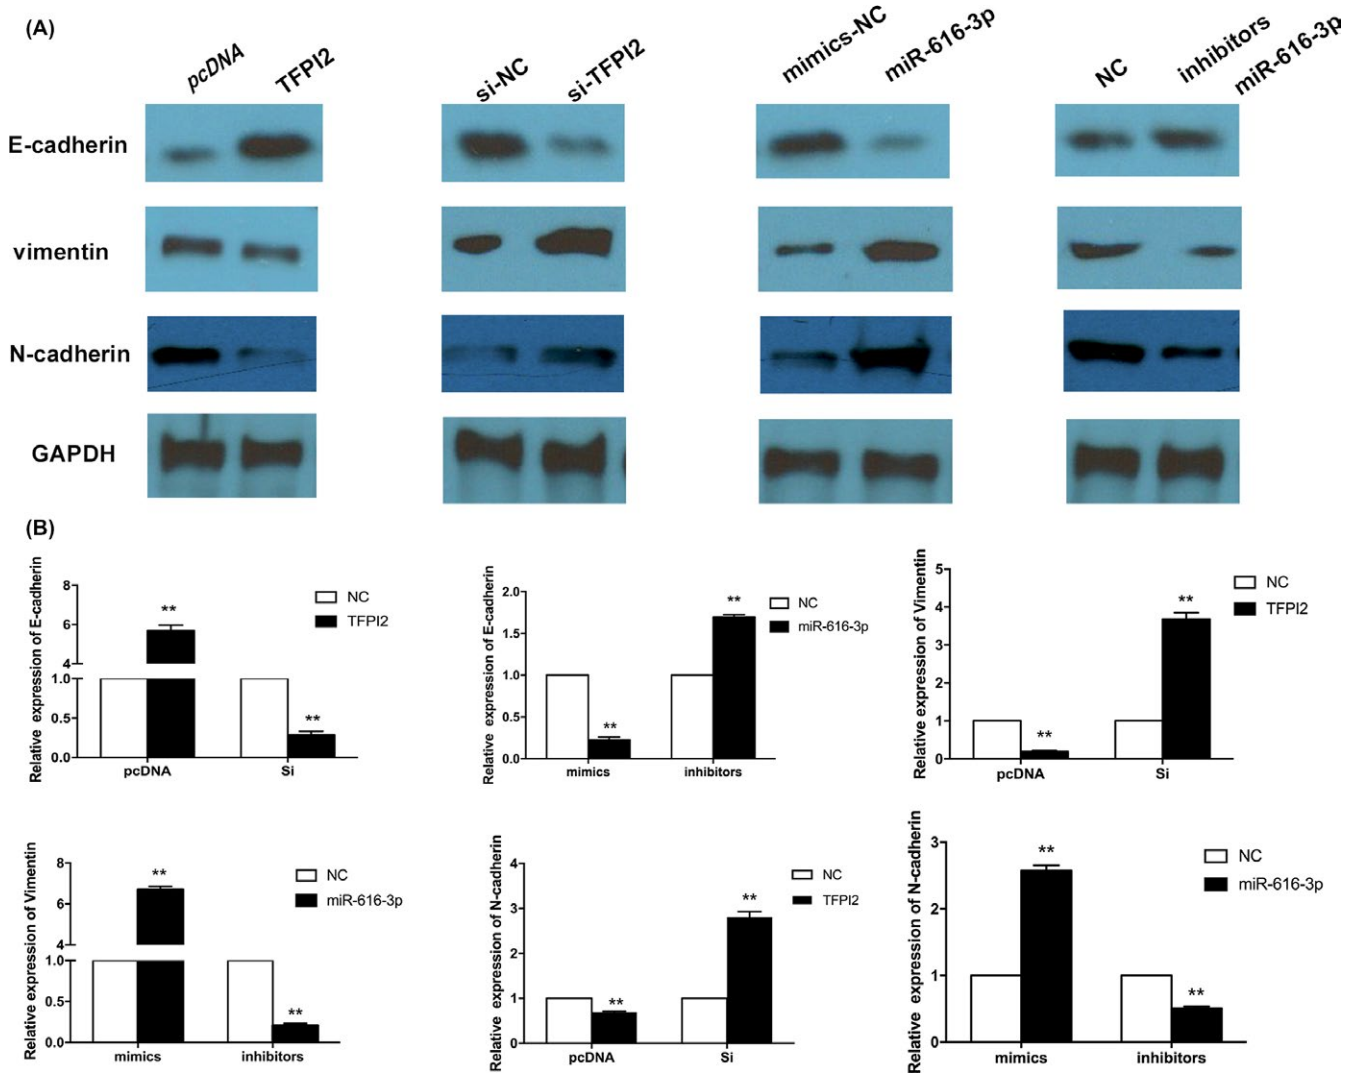 (A)
pcDNA TFPI2 si-NC si-TFPI2 mimics-NC miR-616-3p NC inhibitors miR-616-3p
E-cadherin
vimentin
N-cadherin
GAPDH
(B)
Relative expression of E-cadherin
8
6
4
1.0
0.5
0.0
**
**
pcDNA Si
NC
TFPI2
Relative expression of E-cadherin
2.0
1.5
1.0
0.5
0.0
**
**
mimics inhibitors
NC
miR-616-3p
Relative expression of Vimentin
5
4
3
2
1
0
**
**
pcDNA Si
NC
TFPI2
Relative expression of Vimentin
8
6
4
1.0
0.5
0.0
**
**
mimics inhibitors
NC
miR-616-3p
Relative expression of N-cadherin
4
3
2
1
0
**
**
pcDNA Si
NC
TFPI2
Relative expression of N-cadherin
3
2
1
0
**
**
mimics inhibitors
NC
miR-616-3p